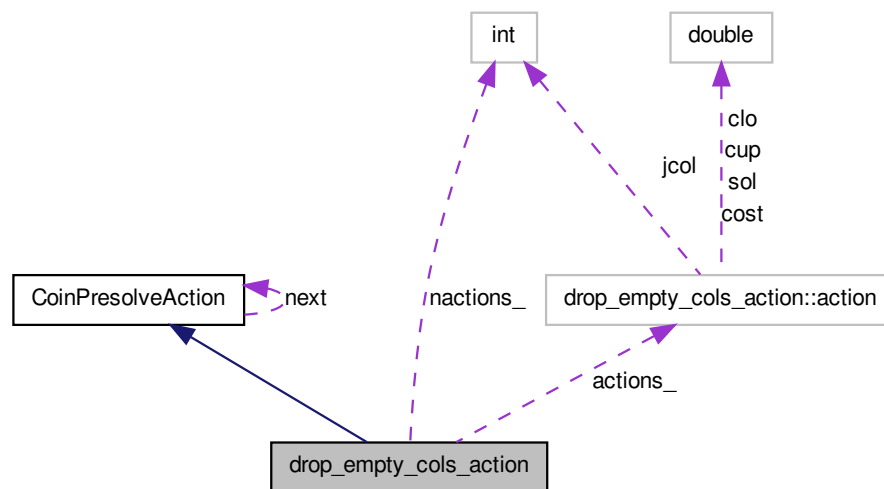 int
double
clo
cup
sol
cost
jcol
CoinPresolveAction
next
nactions_
drop_empty_cols_action::action
actions_
drop_empty_cols_action